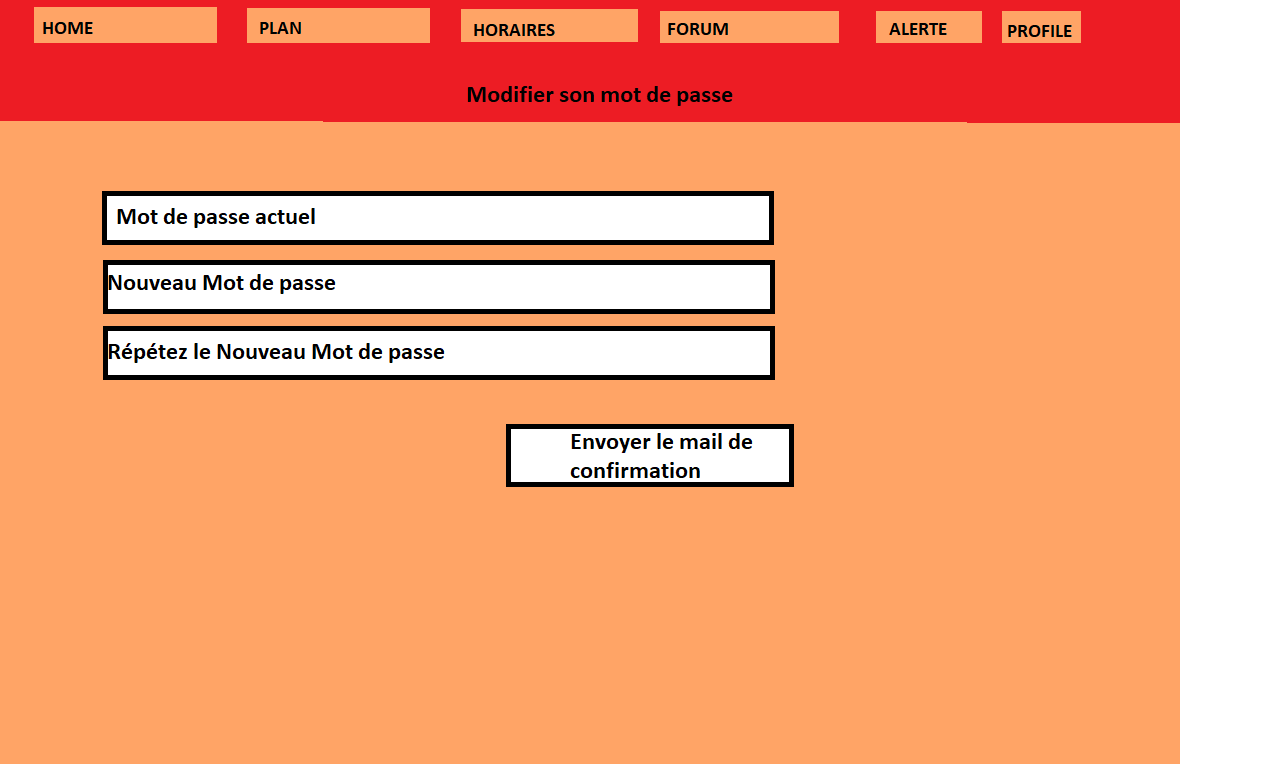 HOME PLAN HORAIRES FORUM ALERTE PROFILE
Modifier son mot de passe
Mot de passe actuel
Nouveau Mot de passe
Répétez le Nouveau Mot de passe
Envoyer le mail de
confirmation